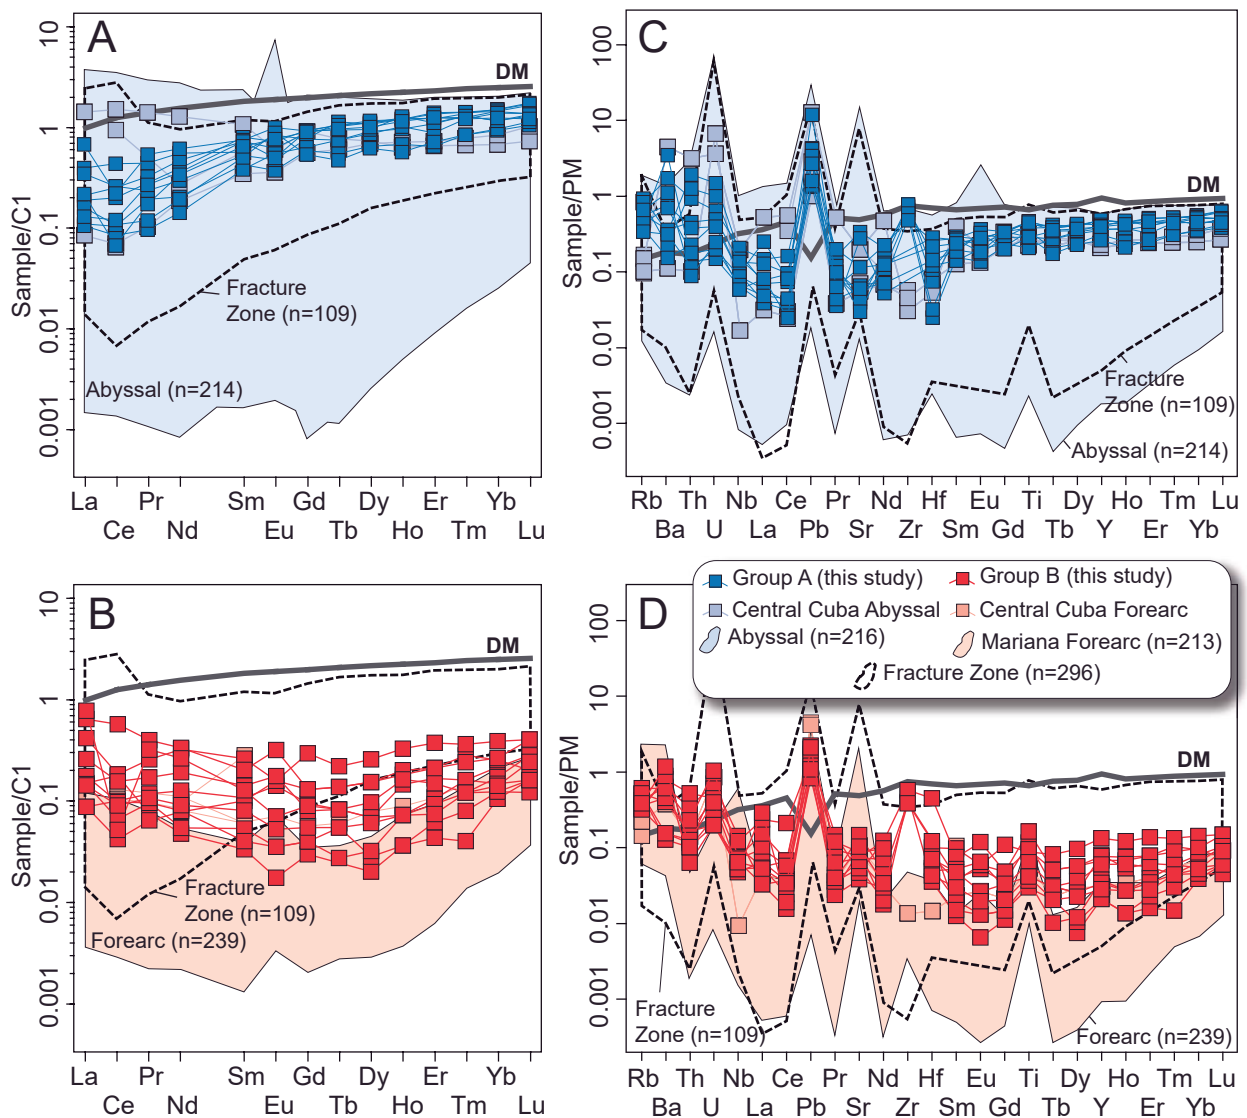 A
10
1
0.1
0.01
0.001
Sample/C1
DM
Fracture
Zone (n=109)
Abyssal (n=214)
La Pr Nd Sm Gd Dy Er Yb
Ce Eu Tb Ho Tm Lu
C
100
10
1
0.1
0.01
0.001
Sample/PM
DM
Fracture
Zone (n=109)
Abyssal (n=214)
Rb Th Nb Ce Pr Nd Hf Eu Ti Dy Ho Tm Lu
Ba U La Pb Sr Zr Sm Gd Tb Y Er Yb
B
10
1
0.1
0.01
0.001
Sample/C1
DM
Fracture
Zone (n=109)
Forearc (n=239)
La Pr Nd Sm Gd Dy Er Yb
Ce Eu Tb Ho Tm Lu
D
Group A (this study)
Group B (this study)
Central Cuba Abyssal
Central Cuba Forearc
Abyssal (n=216)
Mariana Forearc (n=213)
Fracture Zone (n=296)
100
10
1
0.1
0.01
0.001
Sample/PM
DM
Fracture
Zone (n=109)
Forearc (n=239)
Rb Th Nb Ce Pr Nd Hf Eu Ti Dy Ho Tm Lu
Ba U La Pb Sr Zr Sm Gd Tb Y Er Yb